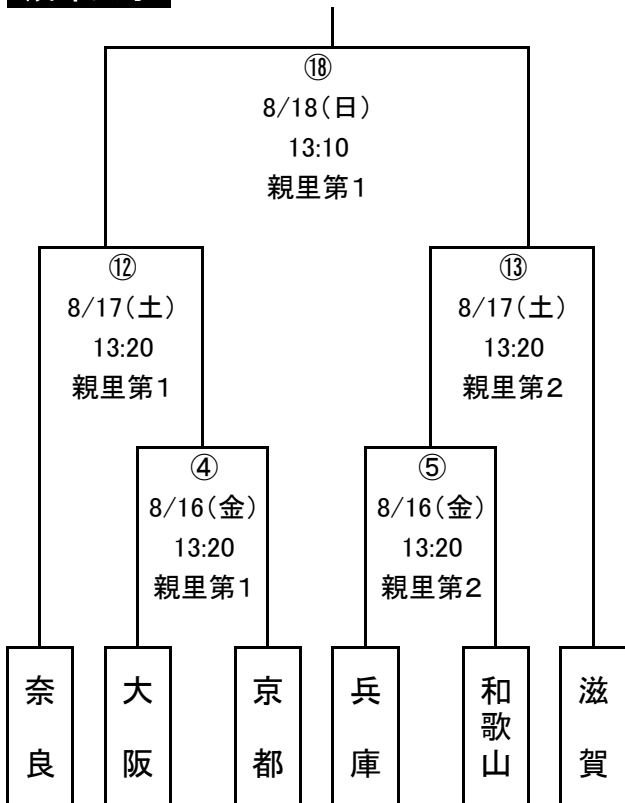 ⑱
8/18(日)
13:10
親里第1
⑫
8/17(土)
13:20
親里第1
⑬
8/17(土)
13:20
親里第2
④
8/16(金)
13:20
親里第1
⑤
8/16(金)
13:20
親里第2
奈良
大阪
京都
兵庫
和歌山
滋賀